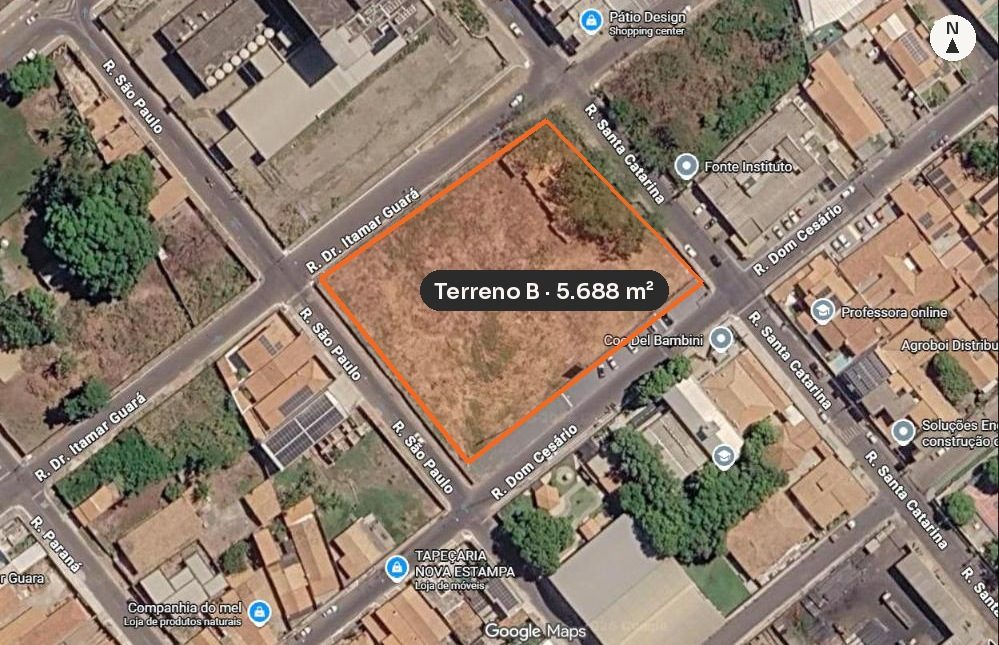 Pátio Design
Shopping center
N
R. São Paulo
R. Santa Catarina
Fonte Instituto
R. Dr. Itamar Guará
R. Dom Cesário
Terreno B · 5.688 m²
Professora online
R. São Paulo
Del Bambini
R. Santa Catarina
Agroboi Distribu
R. Dr. Itamar Guará
R. São Paulo
R. Dom Cesário
Soluções En
construção
R. Santa Catarina
R. Paraná
r Guara
TAPEÇARIA
NOVA ESTAMPA
Loja de móveis
R. Santa
Companhia do mel
Loja de produtos naturais
Google Maps